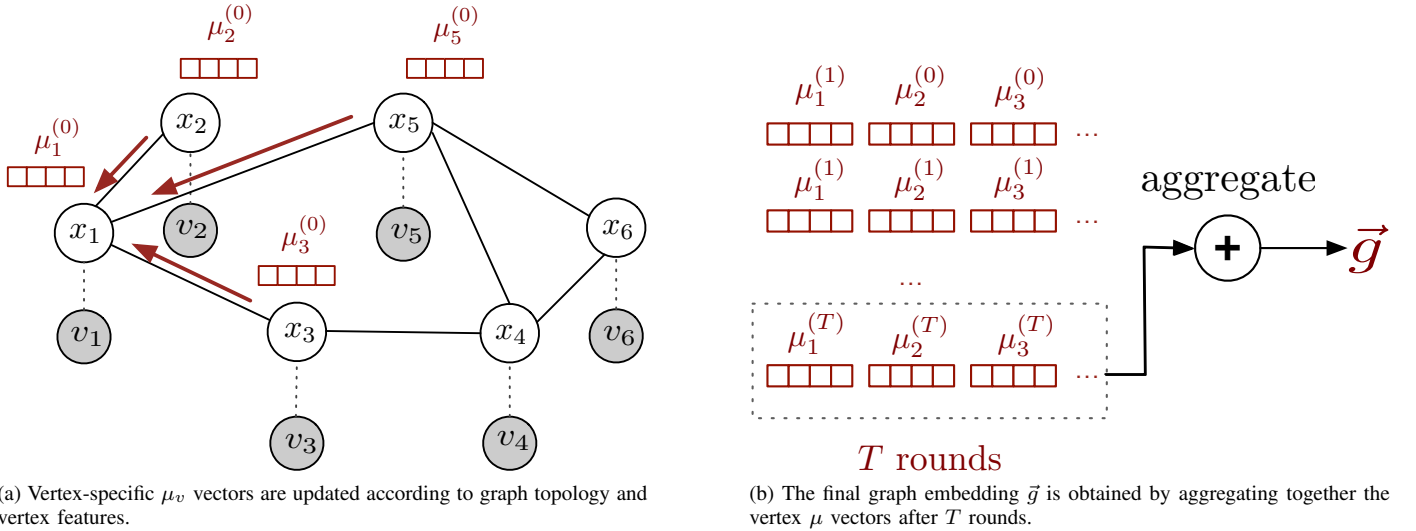 μ₂⁽⁰⁾ μ₅⁽⁰⁾
x₂ x₅
μ₁⁽⁰⁾
x₁ v₂ v₅ x₆
μ₃⁽⁰⁾
v₁ x₃ x₄ v₆
v₃ v₄
(a) Vertex-specific μᵥ vectors are updated according to graph topology and
vertex features.
μ₁⁽¹⁾ μ₂⁽⁰⁾ μ₃⁽⁰⁾
...
μ₁⁽¹⁾ μ₂⁽¹⁾ μ₃⁽¹⁾
...
...
μ₁⁽ᵀ⁾ μ₂⁽ᵀ⁾ μ₃⁽ᵀ⁾
...
aggregate
+ g⃗
T rounds
(b) The final graph embedding g⃗ is obtained by aggregating together the
vertex μ vectors after T rounds.